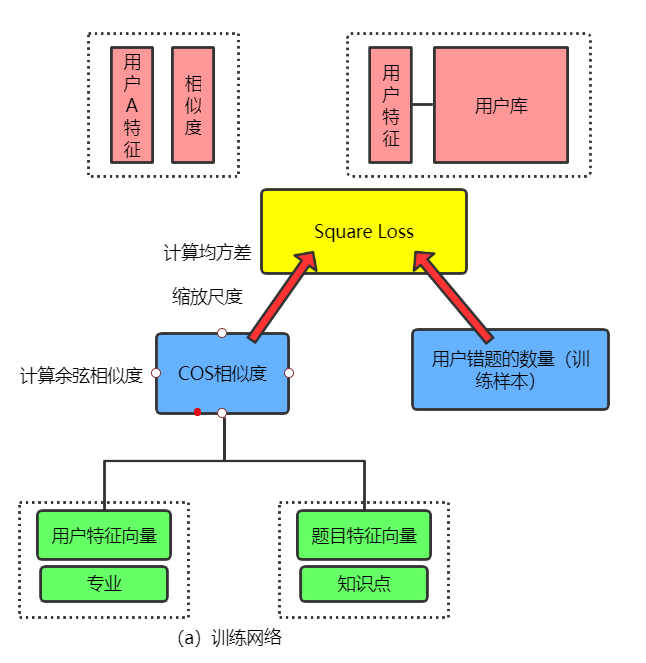 用户A特征
相似度
用户特征
用户库
Square Loss
计算均方差
缩放尺度
计算余弦相似度
COS相似度
用户错题的数量（训
练样本）
用户特征向量
题目特征向量
专业
知识点
（a）训练网络